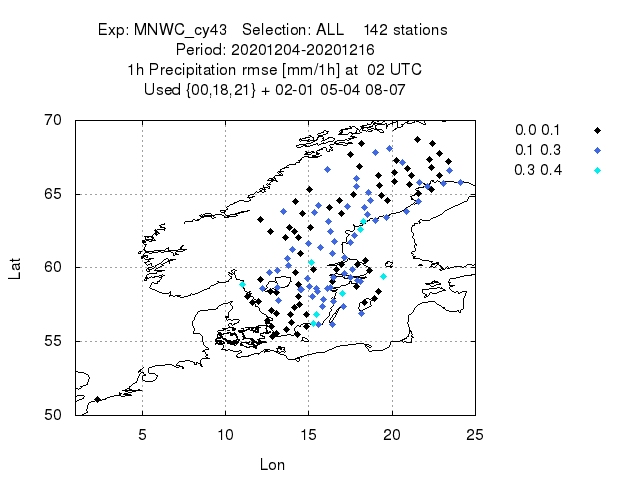 Exp: MNWC_cy43 Selection: ALL 142 stations
Period: 20201204-20201216
1h Precipitation rmse [mm/1h] at 02 UTC
Used {00,18,21} + 02-01 05-04 08-07
0.0 0.1
0.1 0.3
0.3 0.4
70
65
60
55
50
Lat
5 10 15 20 25
Lon